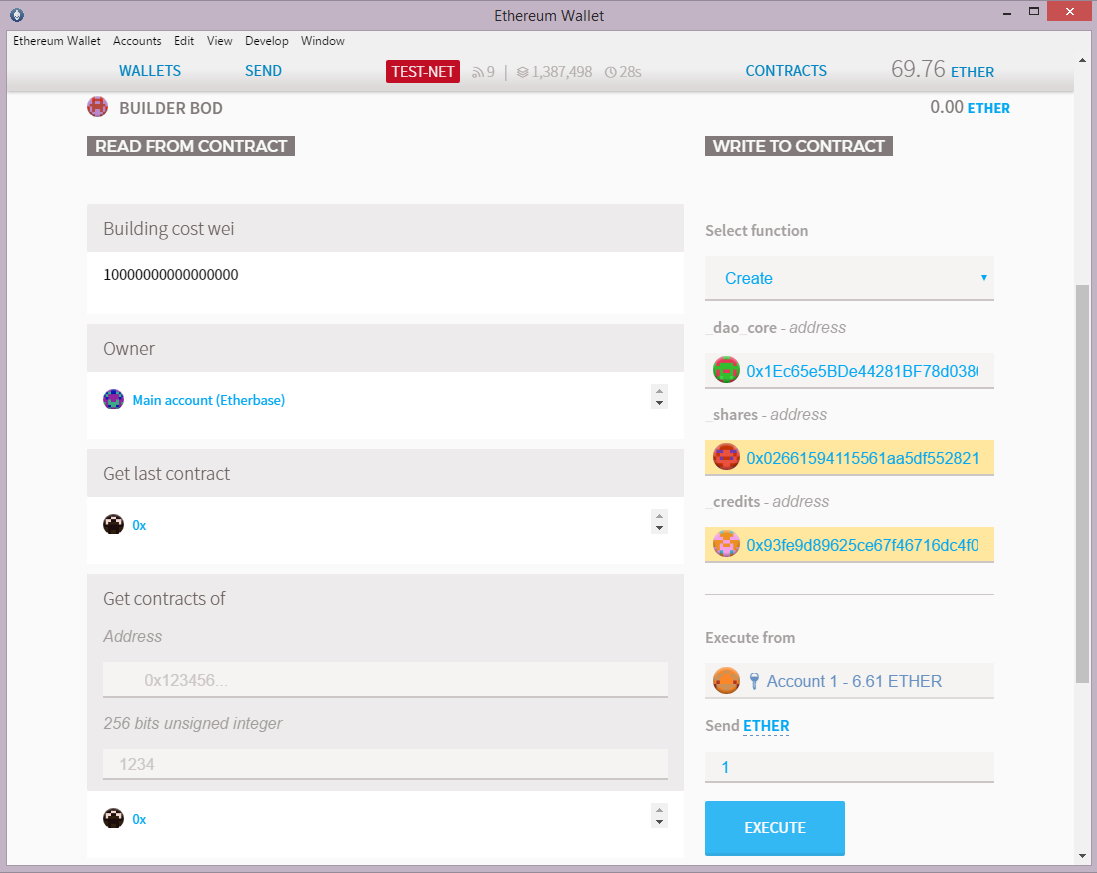 Ethereum Wallet
Ethereum Wallet Accounts Edit View Develop Window
WALLETS SEND TEST-NET 9 | 1,387,498 28s CONTRACTS 69.76 ETHER
BUILDER BOD 0.00 ETHER
READ FROM CONTRACT
Building cost wei
10000000000000000
Owner
Main account (Etherbase)
Get last contract
0x
Get contracts of
Address
0x123456...
256 bits unsigned integer
1234
0x
WRITE TO CONTRACT
Select function
Create
_dao_core - address
0x1Ec65e5BDe44281BF78d038
_shares - address
0x02661594115561aa5df552821
_credits - address
0x93fe9d89625ce67f46716dc4f0
Execute from
Account 1 - 6.61 ETHER
Send ETHER
1
EXECUTE